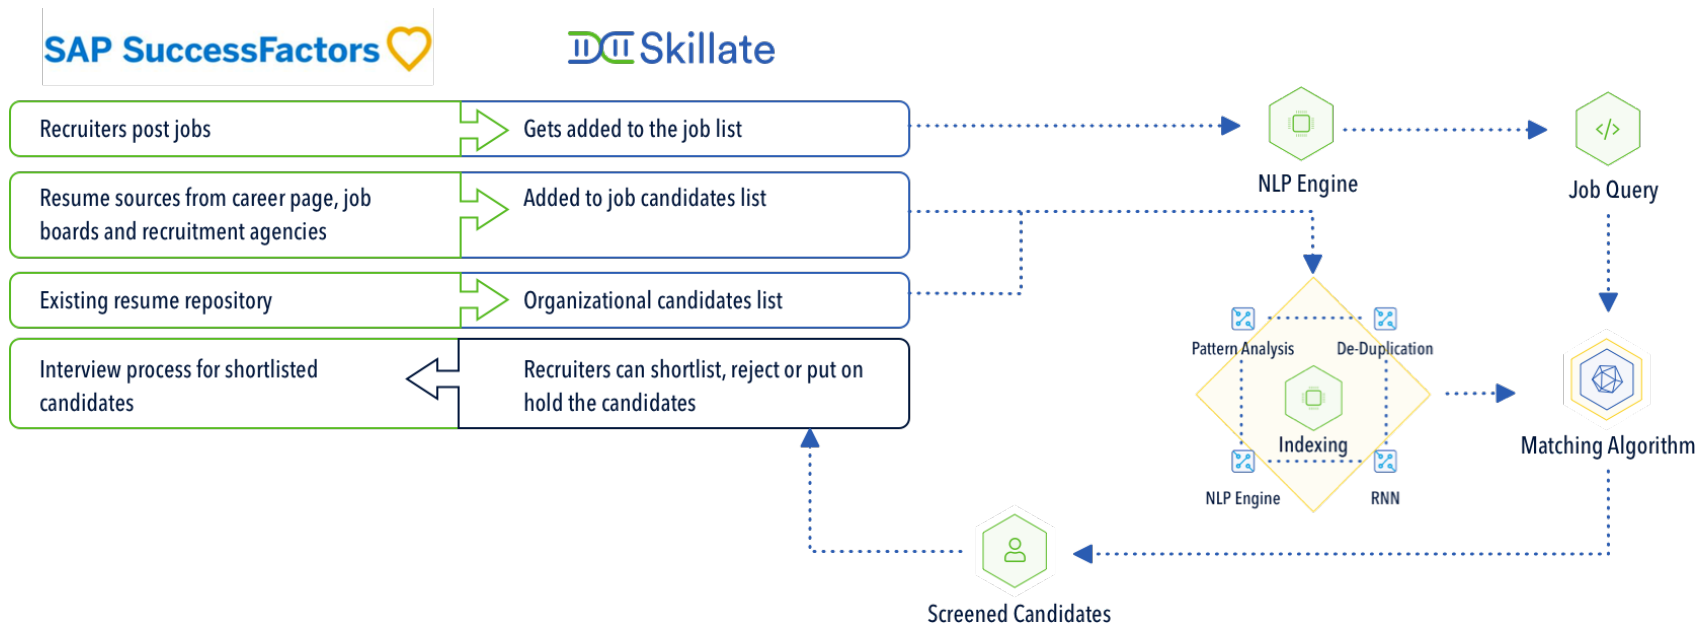 SAP SuccessFactors
Skillate
Recruiters post jobs
Gets added to the job list
Resume sources from career page, job
boards and recruitment agencies
Added to job candidates list
Existing resume repository
Organizational candidates list
Interview process for shortlisted
candidates
Recruiters can shortlist, reject or put on
hold the candidates
NLP Engine
Job Query
Pattern Analysis
De-Duplication
Indexing
NLP Engine
RNN
Matching Algorithm
Screened Candidates